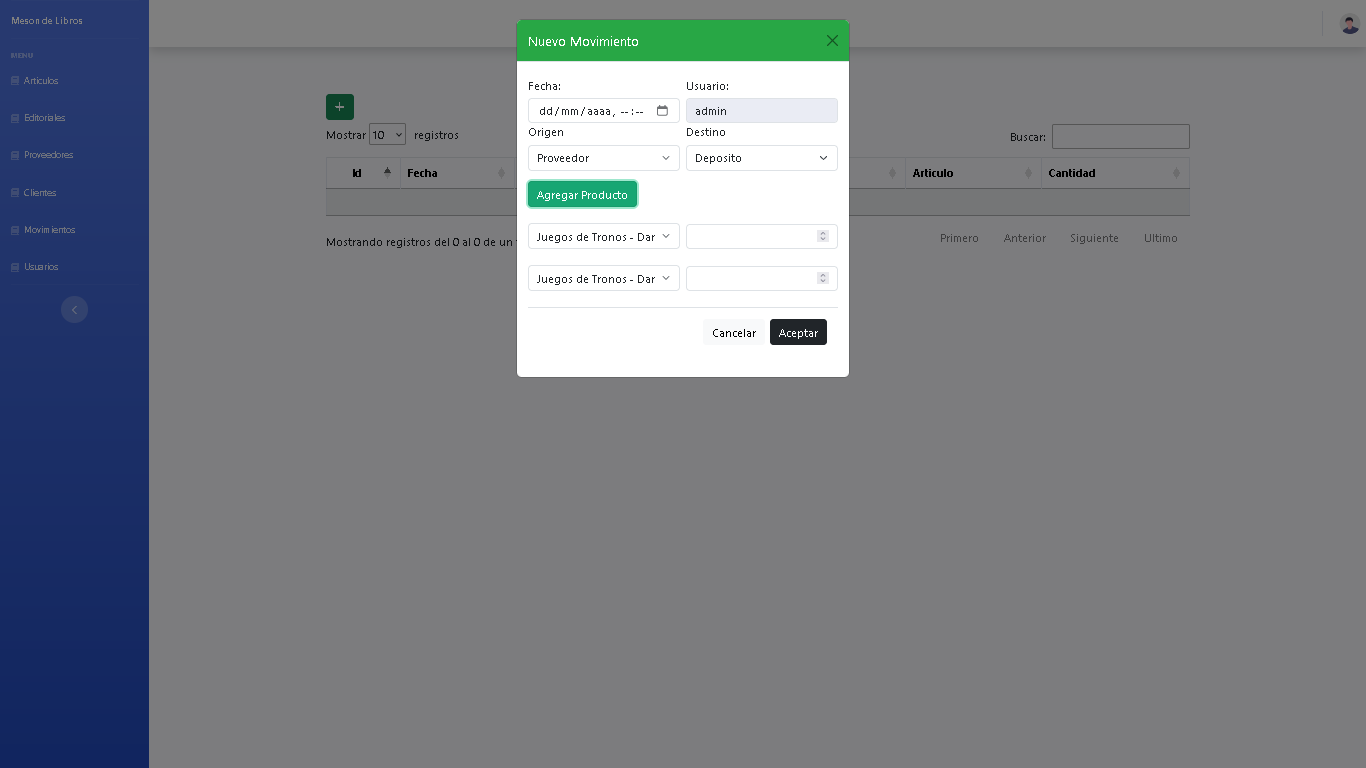 Meson de Libros
MENU
Articulos
Editoriales
Proveedores
Clientes
Movimientos
Usuarios
Mostrar 10 registros
Buscar:
Id Fecha Articulo Cantidad
Mostrando registros del 0 al 0 de un
Primero Anterior Siguiente Ultimo
Nuevo Movimiento
Fecha: Usuario:
dd/mm/aaaa, --:-- admin
Origen Destino
Proveedor Deposito
Agregar Producto
Juegos de Tronos - Dar
Juegos de Tronos - Dar
Cancelar Aceptar